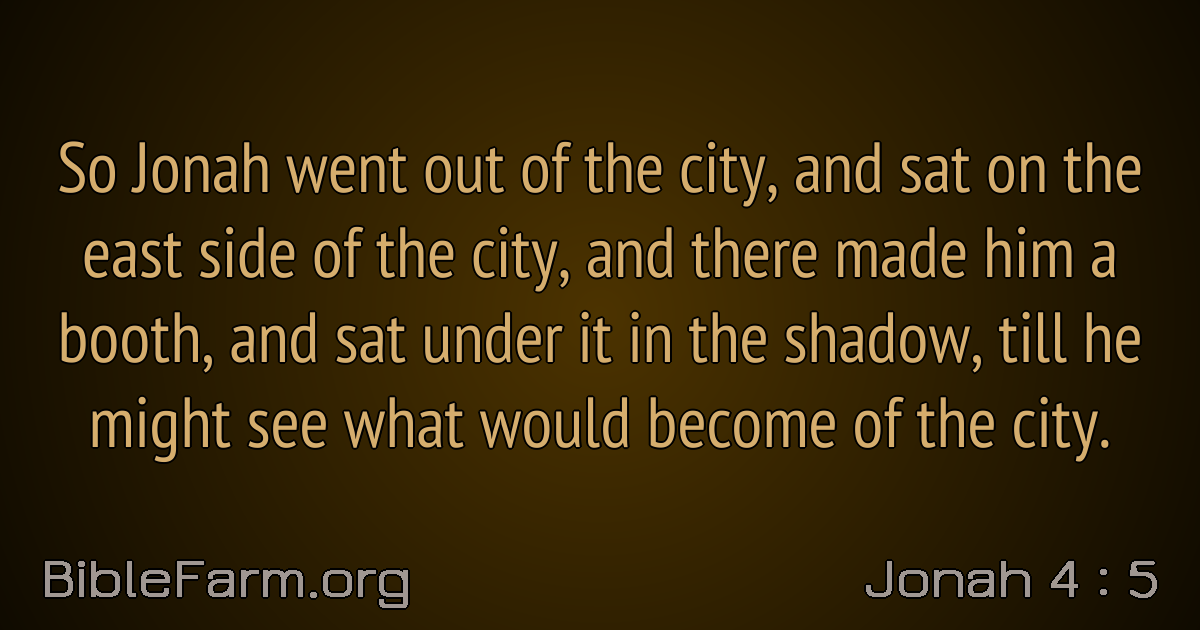 So Jonah went out of the city, and sat on the
east side of the city, and there made him a
booth, and sat under it in the shadow, till he
might see what would become of the city.
BibleFarm.org
Jonah 4 : 5